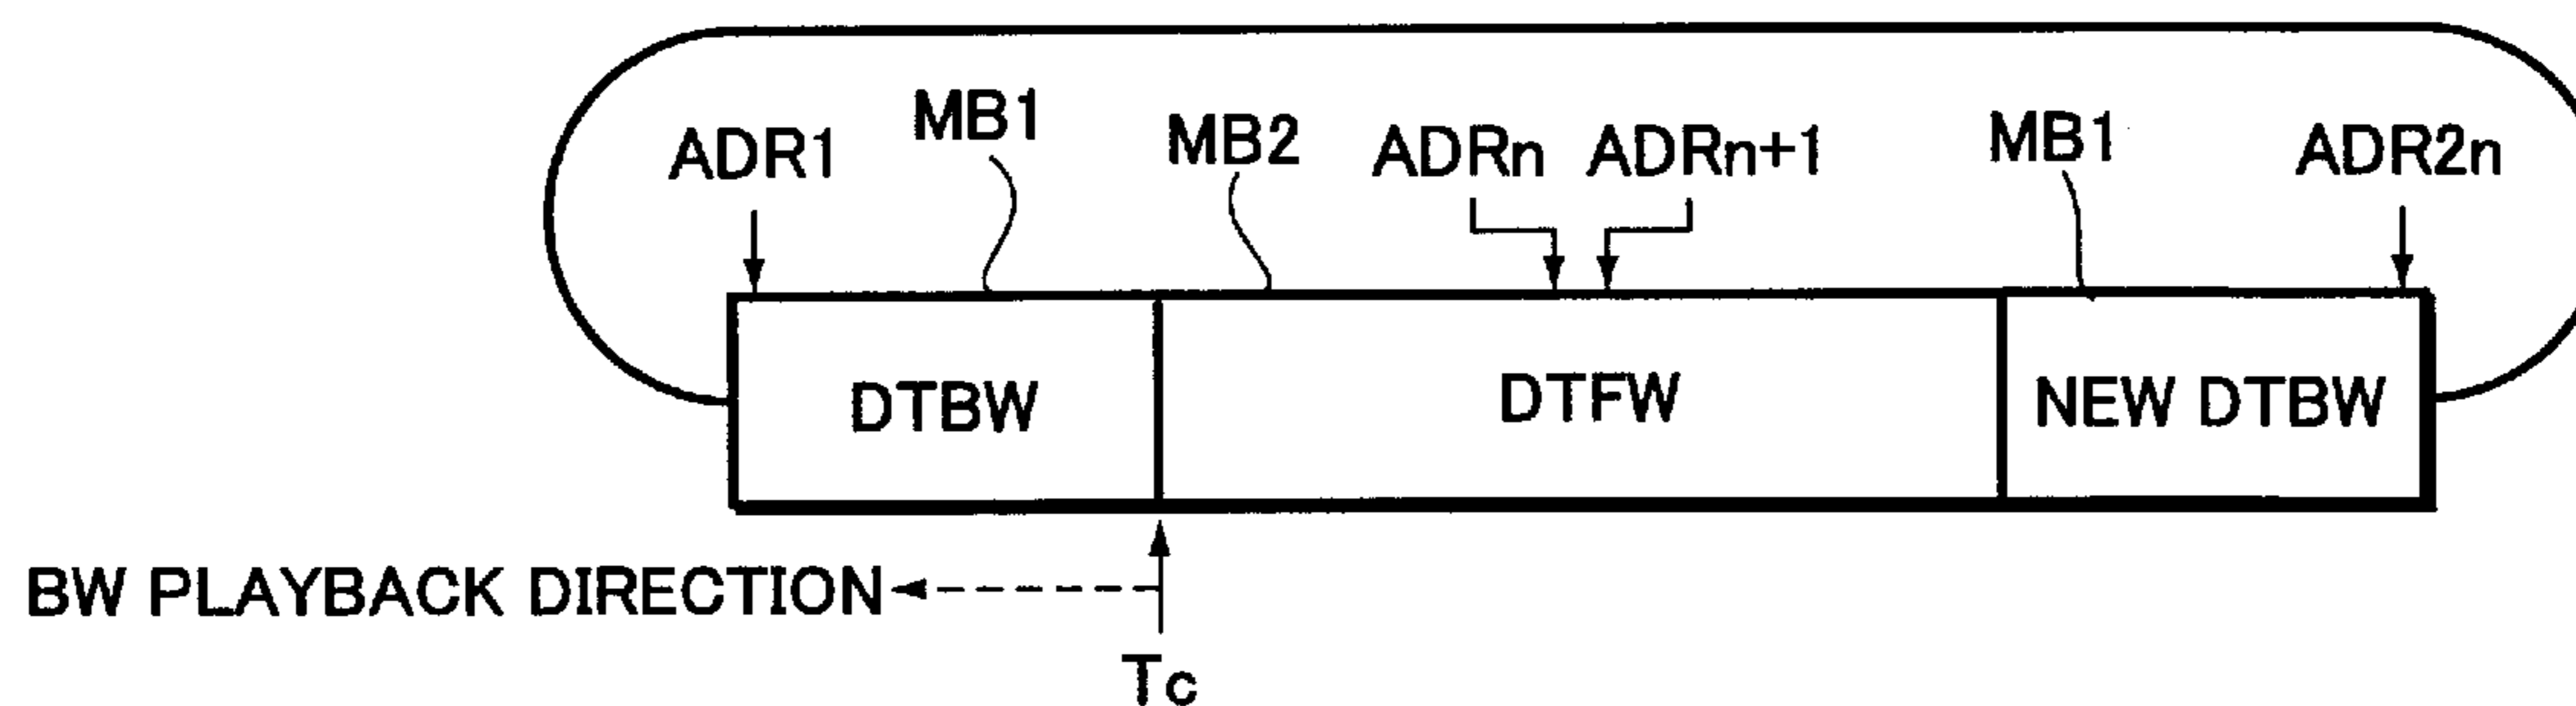 ADR1
MB1
MB2
ADRn
ADRn+1
MB1
ADR2n
DTBW
DTFW
NEW DTBW
BW PLAYBACK DIRECTION
Tc